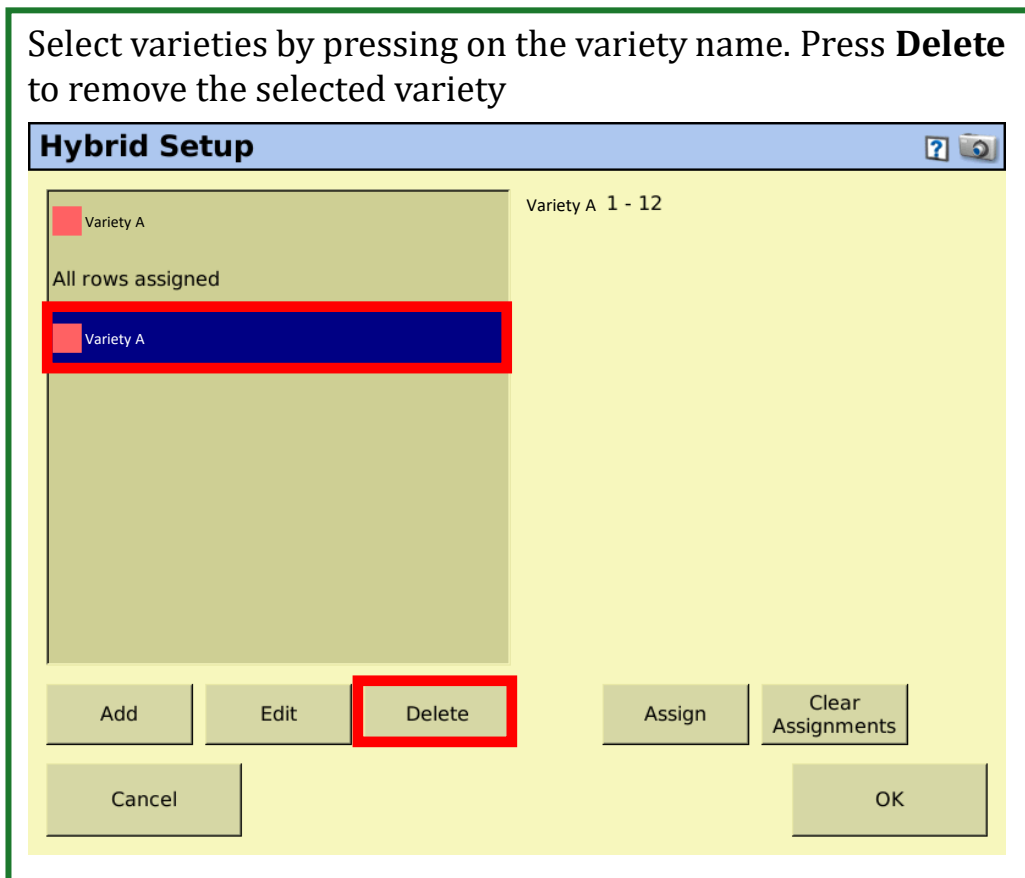 Select varieties by pressing on the variety name. Press Delete
to remove the selected variety
Hybrid Setup
?
Variety A
Variety A 1 - 12
All rows assigned
Variety A
Add
Edit
Delete
Assign
Clear
Assignments
Cancel
OK